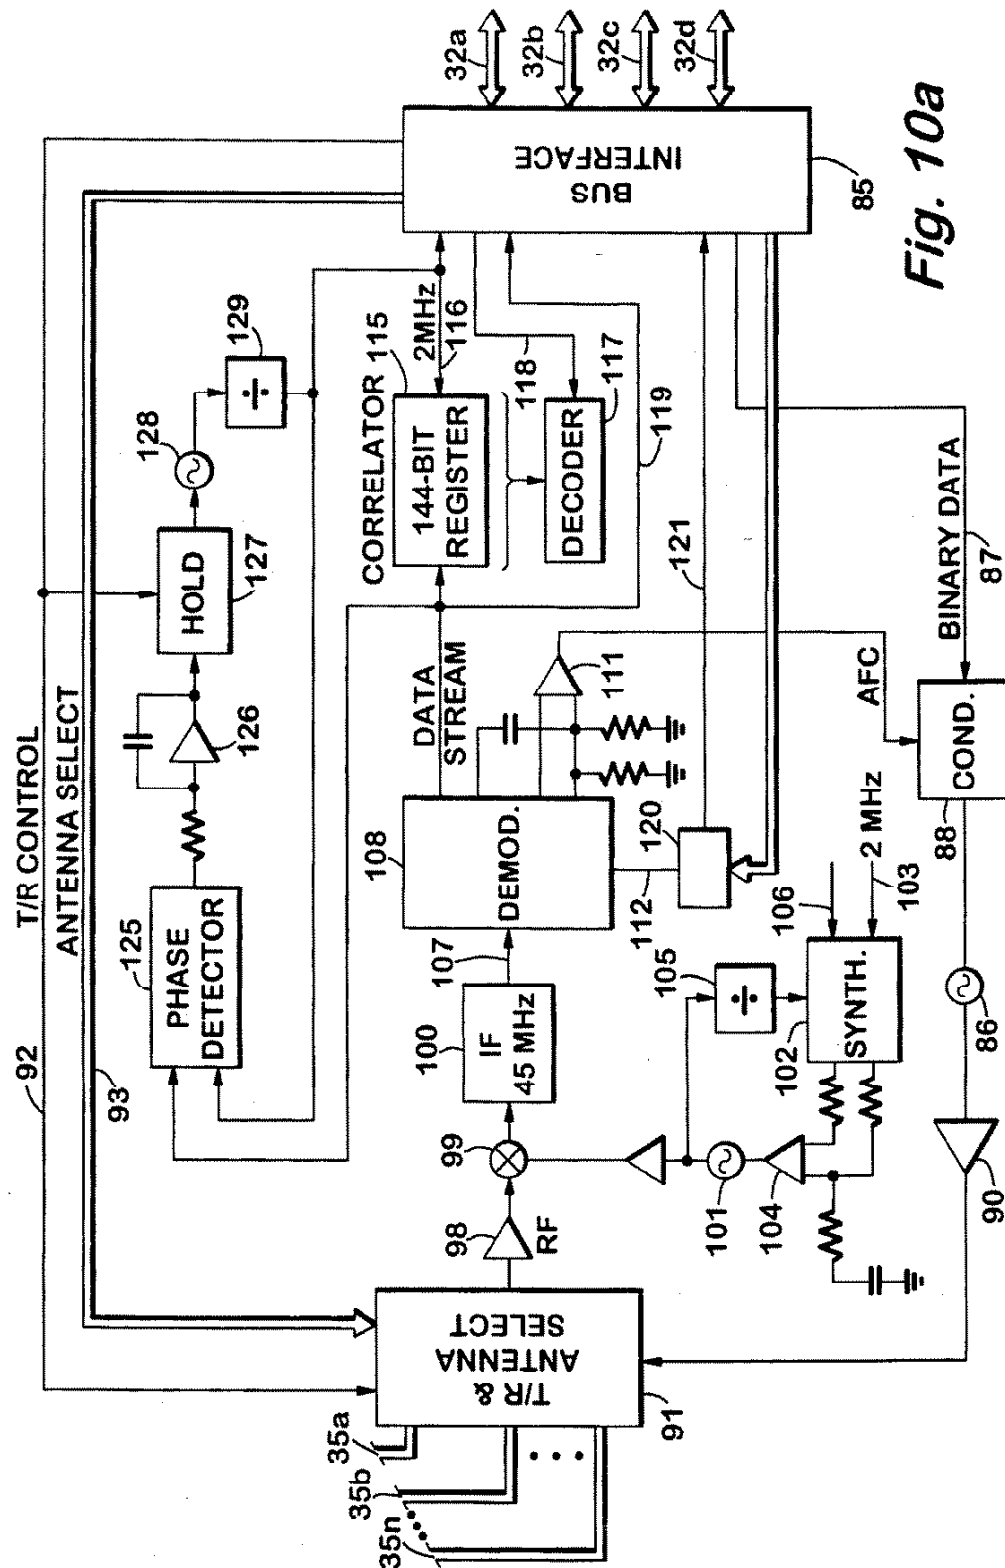 T/R CONTROL
92
ANTENNA SELECT
93
125
PHASE
DETECTOR
126
HOLD
127
128
÷
129
35a
35b
35n
T/R &
ANTENNA
SELECT
91
98
RF
99
100
IF
45 MHz
107
108
DEMOD.
DATA
STREAM
111
CORRELATOR 115
144-BIT
REGISTER
2MHz
116
118
DECODER
117
119
112
120
121
BUS
INTERFACE
85
32a
32b
32c
32d
101
104
÷
105
102
SYNTH.
106
2 MHz
103
AFC
COND.
88
BINARY DATA
87
86
90
Fig. 10a